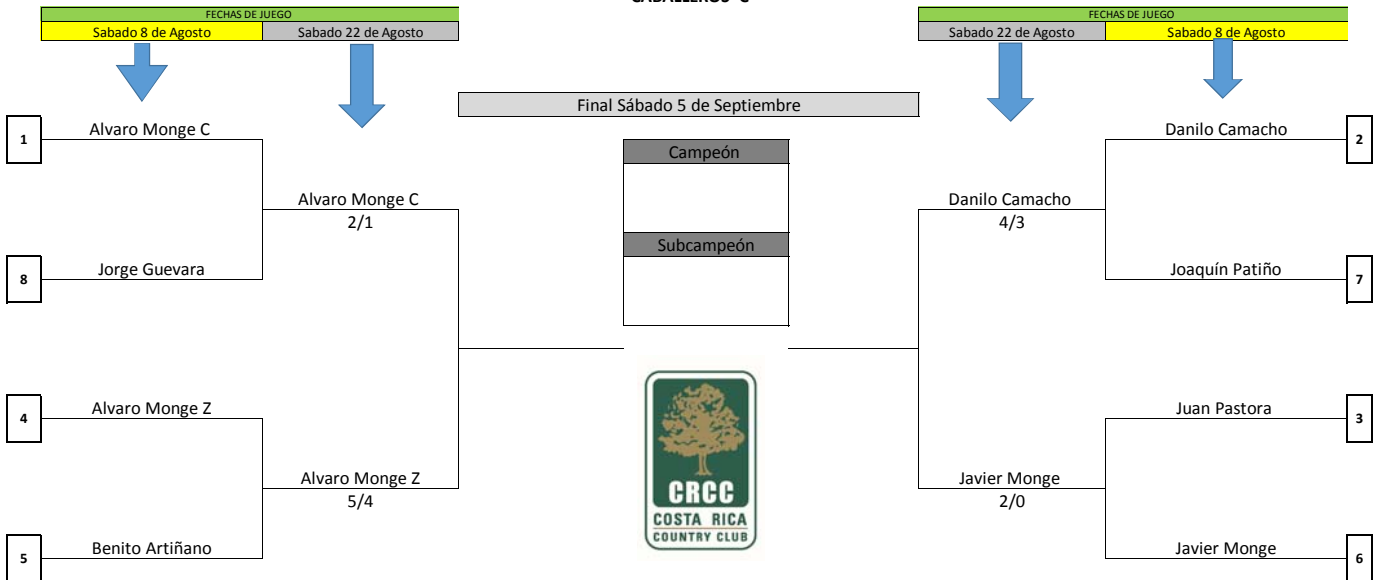 CABALLEROS "C"
FECHAS DE JUEGO
Sabado 8 de Agosto
Sabado 22 de Agosto
FECHAS DE JUEGO
Sabado 22 de Agosto
Sabado 8 de Agosto
Final Sábado 5 de Septiembre
1
Alvaro Monge C
Alvaro Monge C
2/1
8
Jorge Guevara
4
Alvaro Monge Z
Alvaro Monge Z
5/4
5
Benito Artiñano
Campeón
Subcampeón
CRCC
COSTA RICA
COUNTRY CLUB
Danilo Camacho
2
Danilo Camacho
4/3
Joaquín Patiño
7
Juan Pastora
3
Javier Monge
2/0
Javier Monge
6